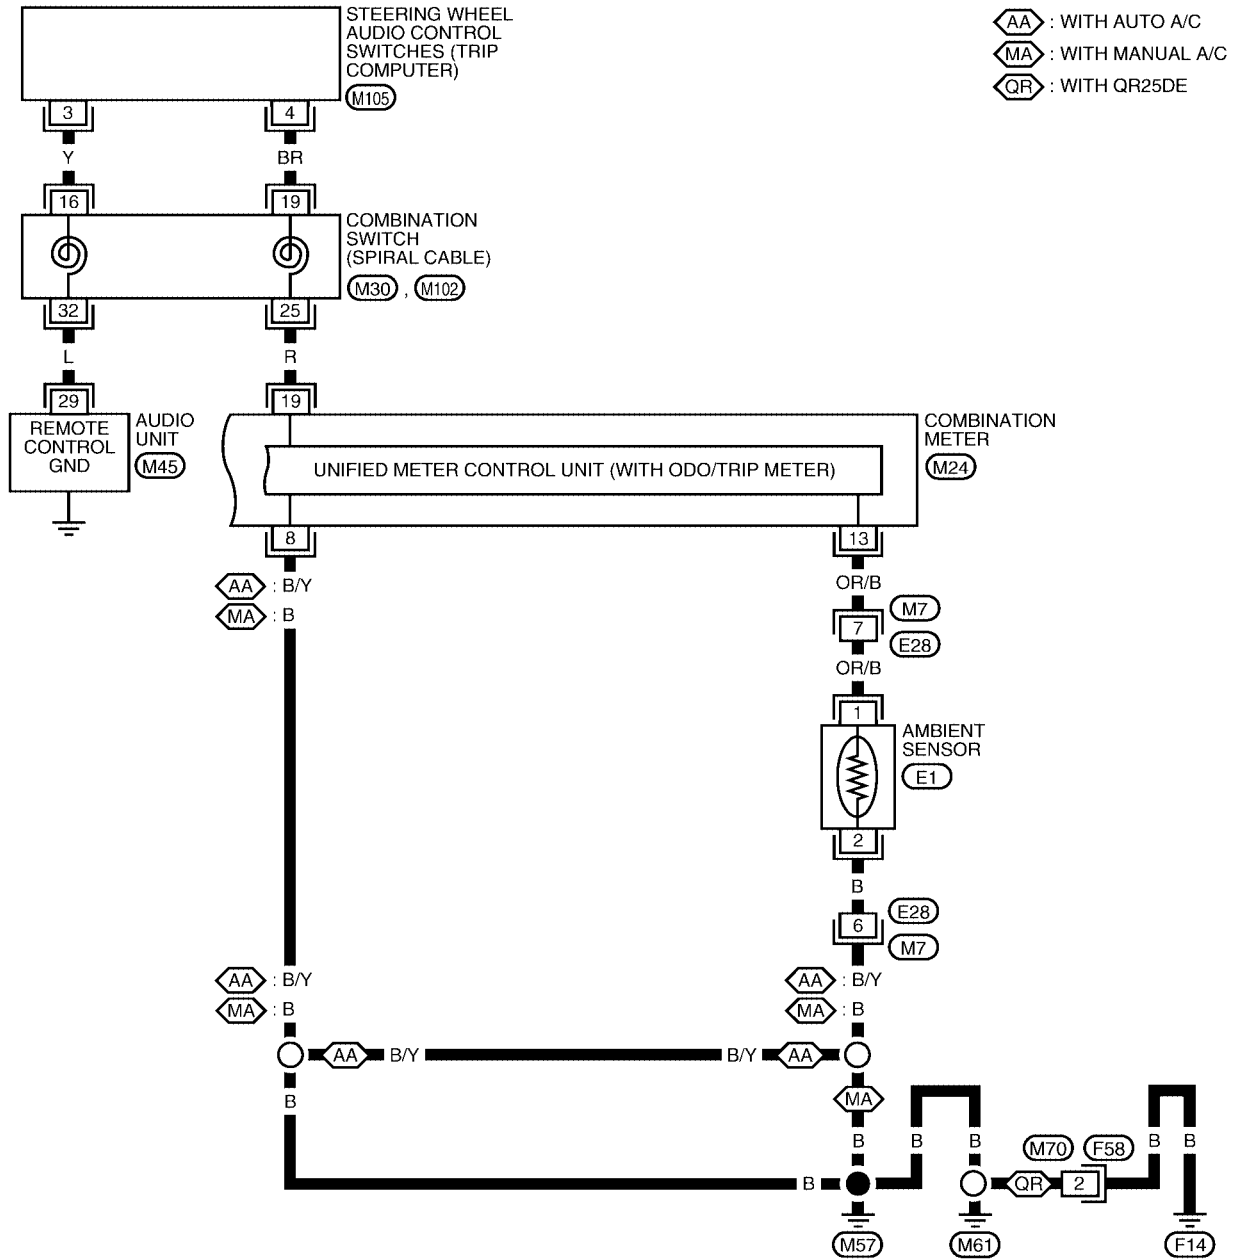 STEERING WHEEL
AUDIO CONTROL
SWITCHES (TRIP
COMPUTER)
M105
AA : WITH AUTO A/C
MA : WITH MANUAL A/C
QR : WITH QR25DE
3
4
Y
BR
16
19
COMBINATION
SWITCH
(SPIRAL CABLE)
M30 , M102
32
25
L
R
29
19
REMOTE
CONTROL
GND
AUDIO
UNIT
M45
UNIFIED METER CONTROL UNIT (WITH ODO/TRIP METER)
COMBINATION
METER
M24
8
13
AA : B/Y
MA : B
OR/B
M7
7
E28
OR/B
1
AMBIENT
SENSOR
E1
2
B
E28
6
M7
AA : B/Y
MA : B
AA : B/Y
MA : B
AA B/Y
B/Y AA
B
MA
B
B
B
M70
F58
B
B
B
QR
2
M57
M61
F14